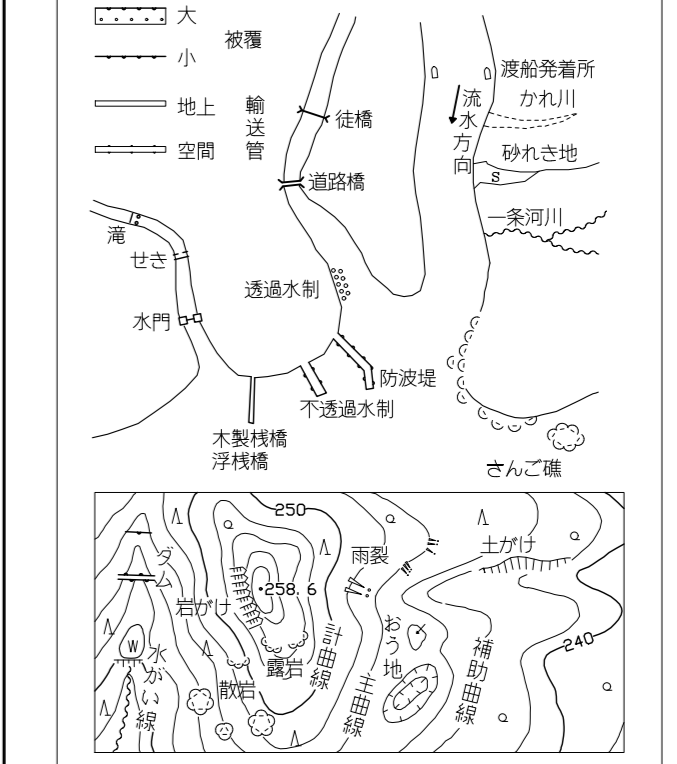 大
被覆
小
地上
輸送管
空間
渡船発着所
流水方向
かれ川
徒橋
砂れき地
S
道路橋
一条河川
滝
せき
透過水制
水門
防波堤
不透過水制
木製桟橋
浮桟橋
さんご礁
250
ダム
雨裂
土がけ
258.6
岩がけ
おう地
計曲線
240
W
水がい線
露岩
補助曲線
散岩
主曲線